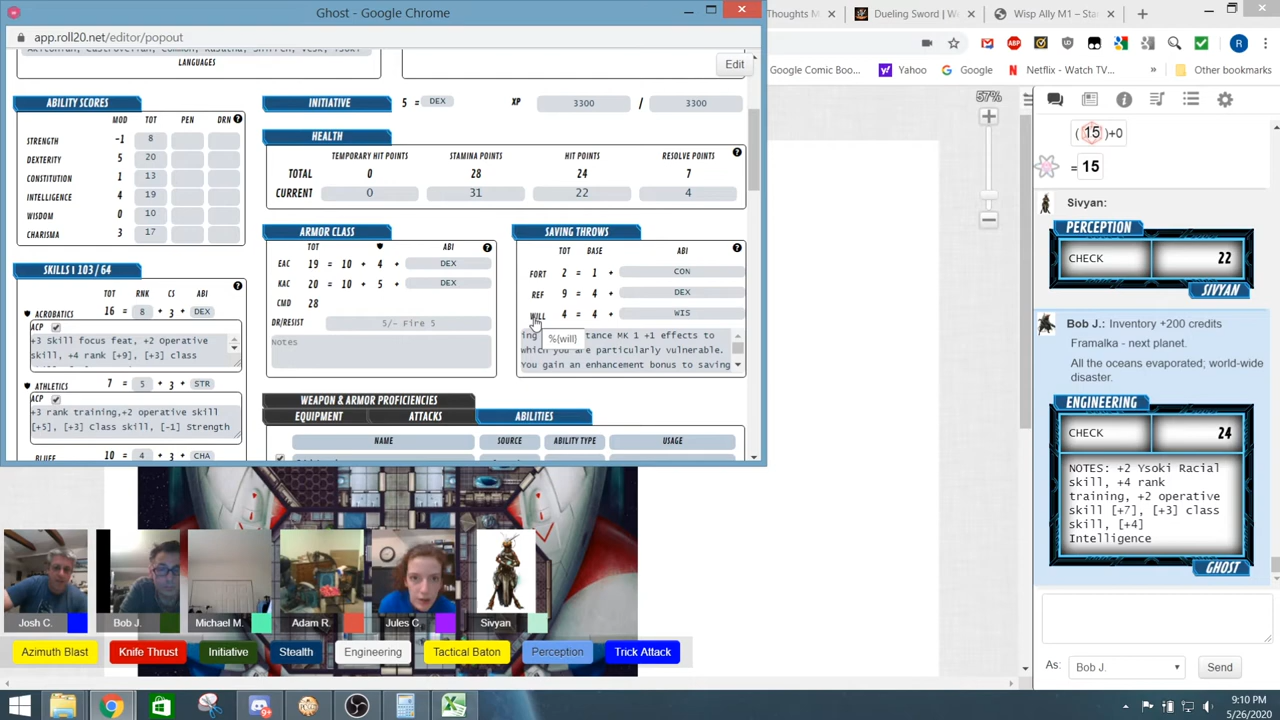 Ghost - Google Chrome
app.roll20.net/editor/popout
LANGUAGES
Edit
ABILITY SCORES
MOD TOT PEN DRN
STRENGTH -1 8
DEXTERITY 5 20
CONSTITUTION 1 13
INTELLIGENCE 4 19
WISDOM 0 10
CHARISMA 3 17
SKILLS | 103 / 64
TOT RNK CS ABI
ACROBATICS 16 = 8 + 3 + DEX
ACP
+3 skill focus feat, +2 Operative
skill, +4 rank [+9], [+3] class
ATHLETICS 7 = 5 + 3 + STR
ACP
+3 rank training,+2 operative skill
[+5], [+3] Class skill, [-1] Strength
BLUFF 10 = 4 + 3 + CHA
INITIATIVE 5 = DEX XP 3300 / 3300
HEALTH
TEMPORARY HIT POINTS STAMINA POINTS HIT POINTS RESOLVE POINTS
TOTAL 0 28 24 7
CURRENT 0 31 22 4
ARMOR CLASS
TOT ABI
EAC 19 = 10 + 4 + DEX
KAC 20 = 10 + 5 + DEX
CMD 28
DR/RESIST 5/- Fire 5
Notes
SAVING THROWS
TOT BASE ABI
FORT 2 = 1 + CON
REF 9 = 4 + DEX
WILL 4 = 4 + WIS
%{will}
tance MK 1 +1 effects to
which you are particularly vulnerable.
You gain an enhancement bonus to saving
WEAPON & ARMOR PROFICIENCIES
EQUIPMENT ATTACKS ABILITIES
NAME SOURCE ABILITY TYPE USAGE
Thoughts M
Dueling Sword | W
Wisp Ally M1 – St
Google Comic Boo...
Yahoo
Google
Netflix - Watch TV...
»
Other bookmarks
57%
(15)+0
= 15
Sivyan:
PERCEPTION
CHECK 22
SIVYAN
Bob J.: Inventory +200 credits
Framalka - next planet.
All the oceans evaporated; world-wide
disaster.
ENGINEERING
CHECK 24
NOTES: +2 Ysoki Racial
skill, +4 rank
training, +2 operative
skill [+7], [+3] class
skill, [+4]
Intelligence
GHOST
As: Bob J. Send
Josh C.
Bob J.
Michael M.
Adam R.
Jules C.
Sivyan
Azimuth Blast
Knife Thrust
Initiative
Stealth
Engineering
Tactical Baton
Perception
Trick Attack
9:10 PM
5/26/2020